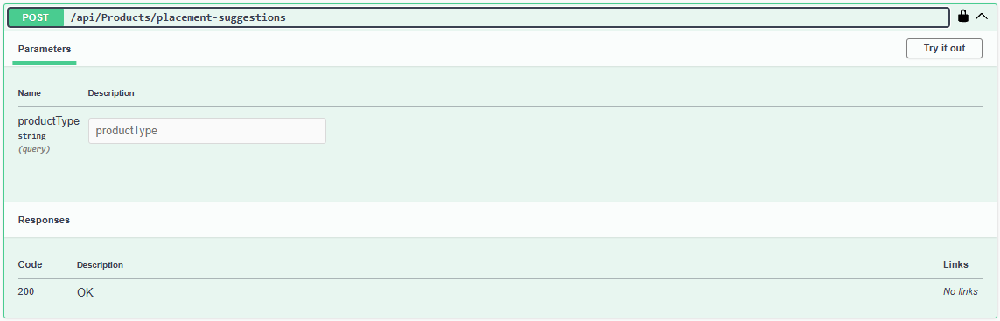 POST /api/Products/placement-suggestions
Parameters Try it out
Name Description
productType productType
string
(query)
Responses
Code Description Links
200 OK No links